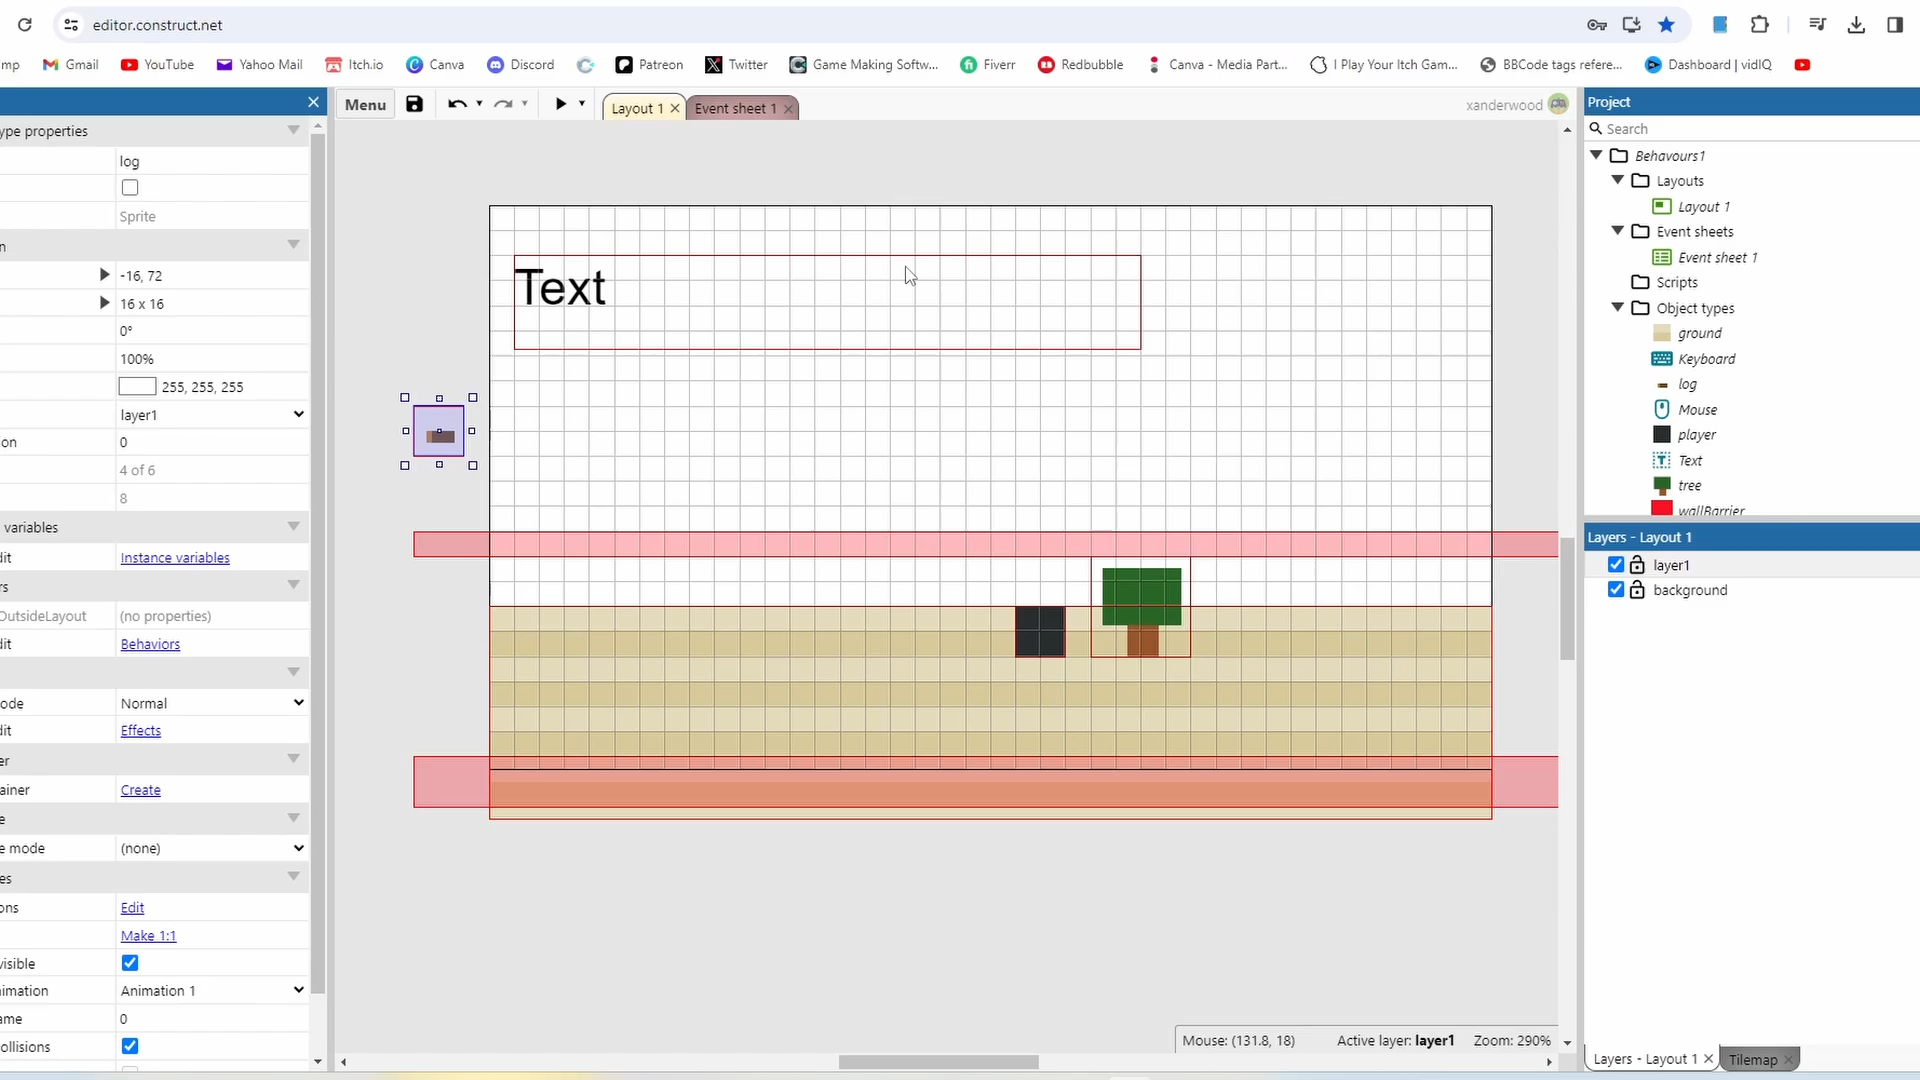 editor.construct.net
mp Gmail YouTube Yahoo Mail Itch.io Canva Discord Patreon Twitter Game Making Softw... Fiverr Redbubble Canva - Media Part... I Play Your Itch Gam... BBCode tags refere... Dashboard | vidIQ
Menu Layout 1 Event sheet 1 xanderwood
ype properties
log
Sprite
n
-16, 72
16 x 16
0°
100%
255, 255, 255
layer1
on 0
4 of 6
8
variables
dit Instance variables
rs
OutsideLayout (no properties)
dit Behaviors
ode Normal
dit Effects
er
ainer Create
e
e mode (none)
es
ons Edit
Make 1:1
visible
imation Animation 1
ame 0
ollisions
Text
Mouse: (131.8, 18) Active layer: layer1 Zoom: 290%
Project
Search
Behavours1
Layouts
Layout 1
Event sheets
Event sheet 1
Scripts
Object types
ground
Keyboard
log
Mouse
player
Text
tree
wallBarrier
Layers - Layout 1
layer1
background
Layers - Layout 1 Tilemap